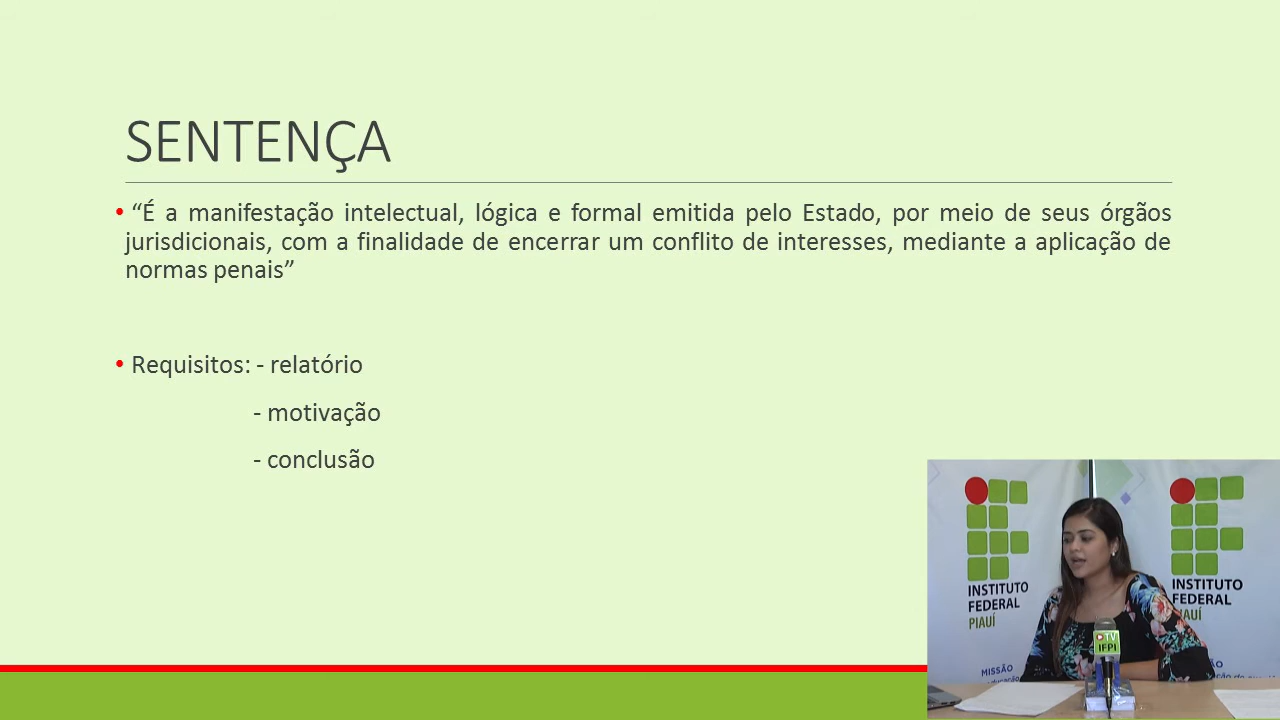 SENTENÇA
• “É a manifestação intelectual, lógica e formal emitida pelo Estado, por meio de seus órgãos
jurisdicionais, com a finalidade de encerrar um conflito de interesses, mediante a aplicação de
normas penais”
• Requisitos: - relatório
- motivação
- conclusão
INSTITUTO
FEDERAL
PIAUÍ
MISSÃO
INSTITUTO
FEDERAL
TV
IFPI